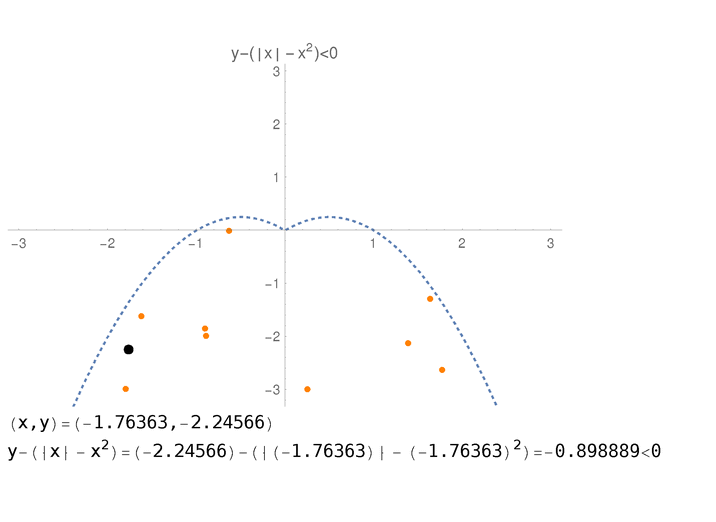 y−(|x| − x²)<0
3
2
1
−3 −2 −1 1 2 3
−1
−2
−3
(x,y)=(−1.76363,−2.24566)
y−(|x| − x²)=(−2.24566)−(|(−1.76363)| − (−1.76363)²)=−0.898889<0